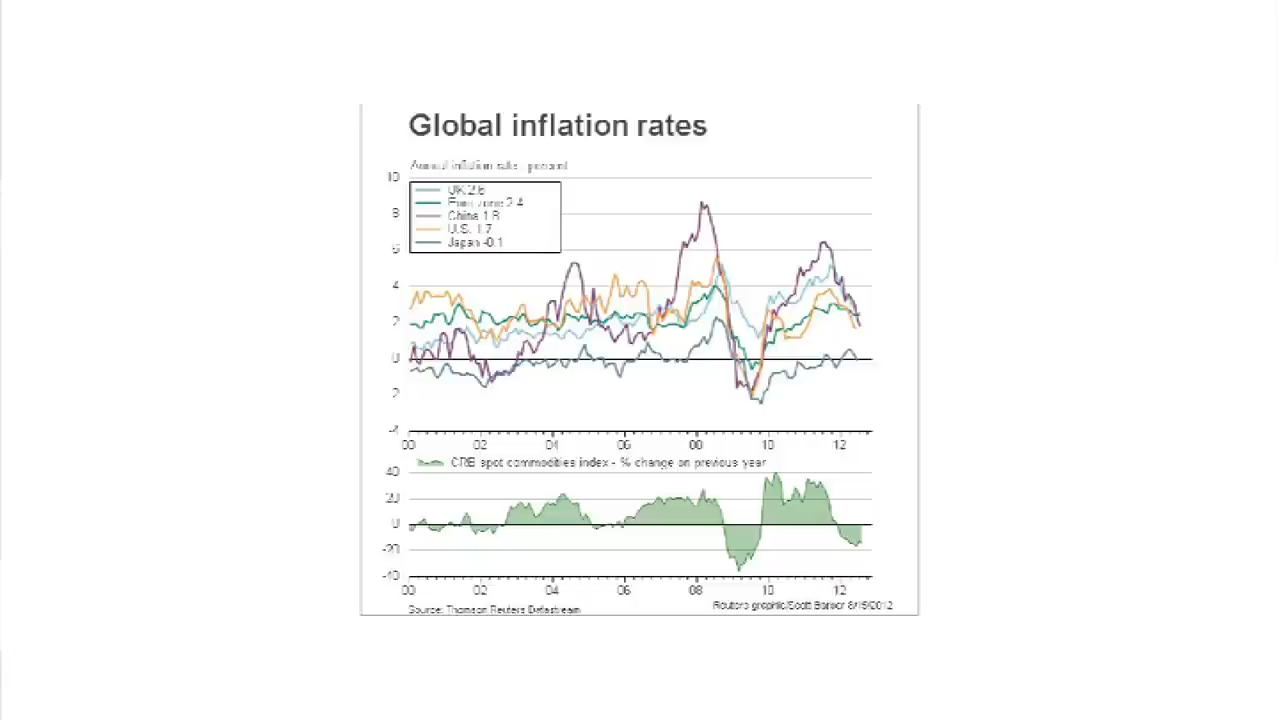 Global inflation rates
Annual inflation rate - percent
10
8
6
4
2
0
2
-4
UK 2.6
Euro zone 2.4
China 1.8
U.S. 1.7
Japan -0.1
00 02 04 06 08 10 12
CRB spot commodities index - % change on previous year
40
20
0
-20
-40
00 02 04 06 08 10 12
Source: Thomson Reuters Datastream
Reuters graphic/Scott Barber 8/15/2012